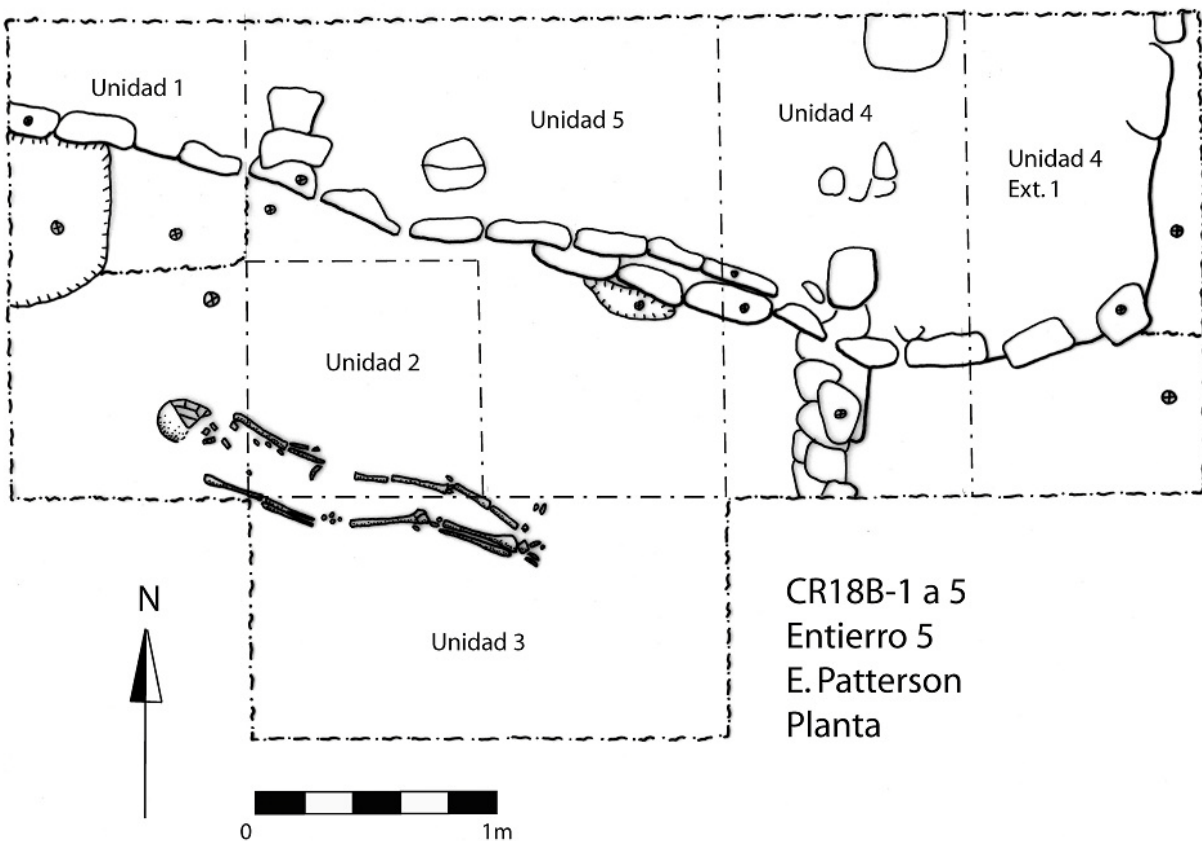 Unidad 1
Unidad 5
Unidad 4
Unidad 4
Ext. 1
Unidad 2
Unidad 3
N
CR18B-1 a 5
Entierro 5
E. Patterson
Planta
0
1m